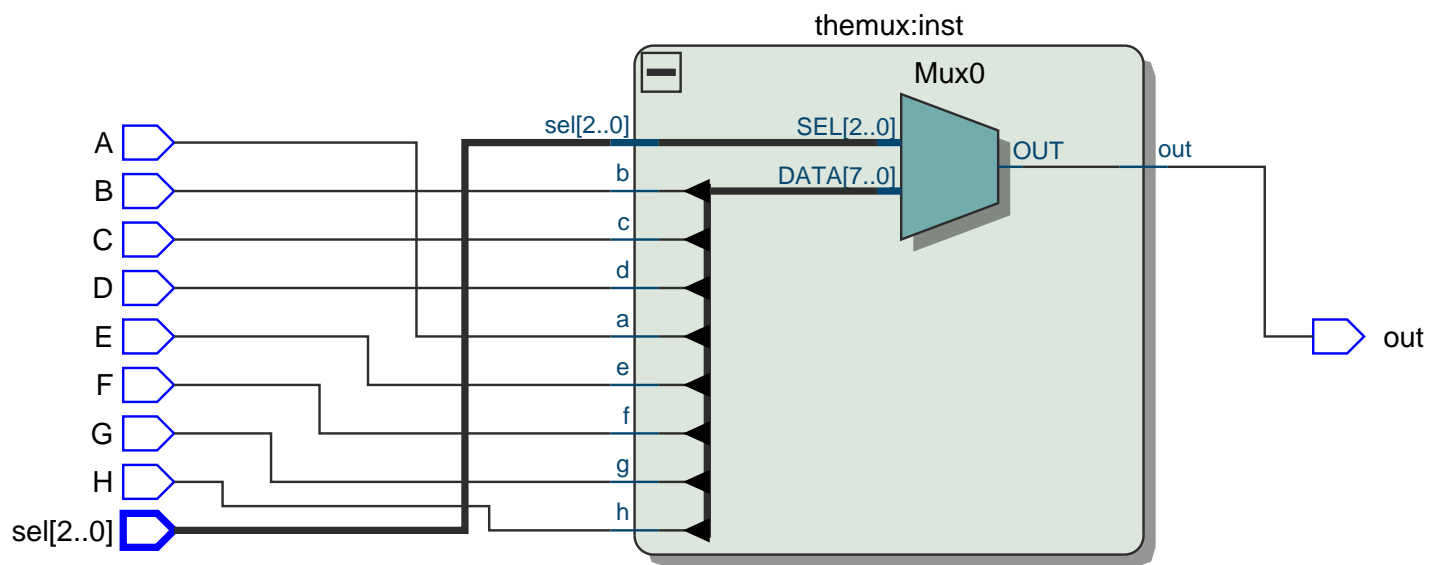 themux:inst
Mux0
A
B
C
D
E
F
G
H
sel[2..0]
sel[2..0]
b
c
d
a
e
f
g
h
SEL[2..0]
DATA[7..0]
OUT
out
out